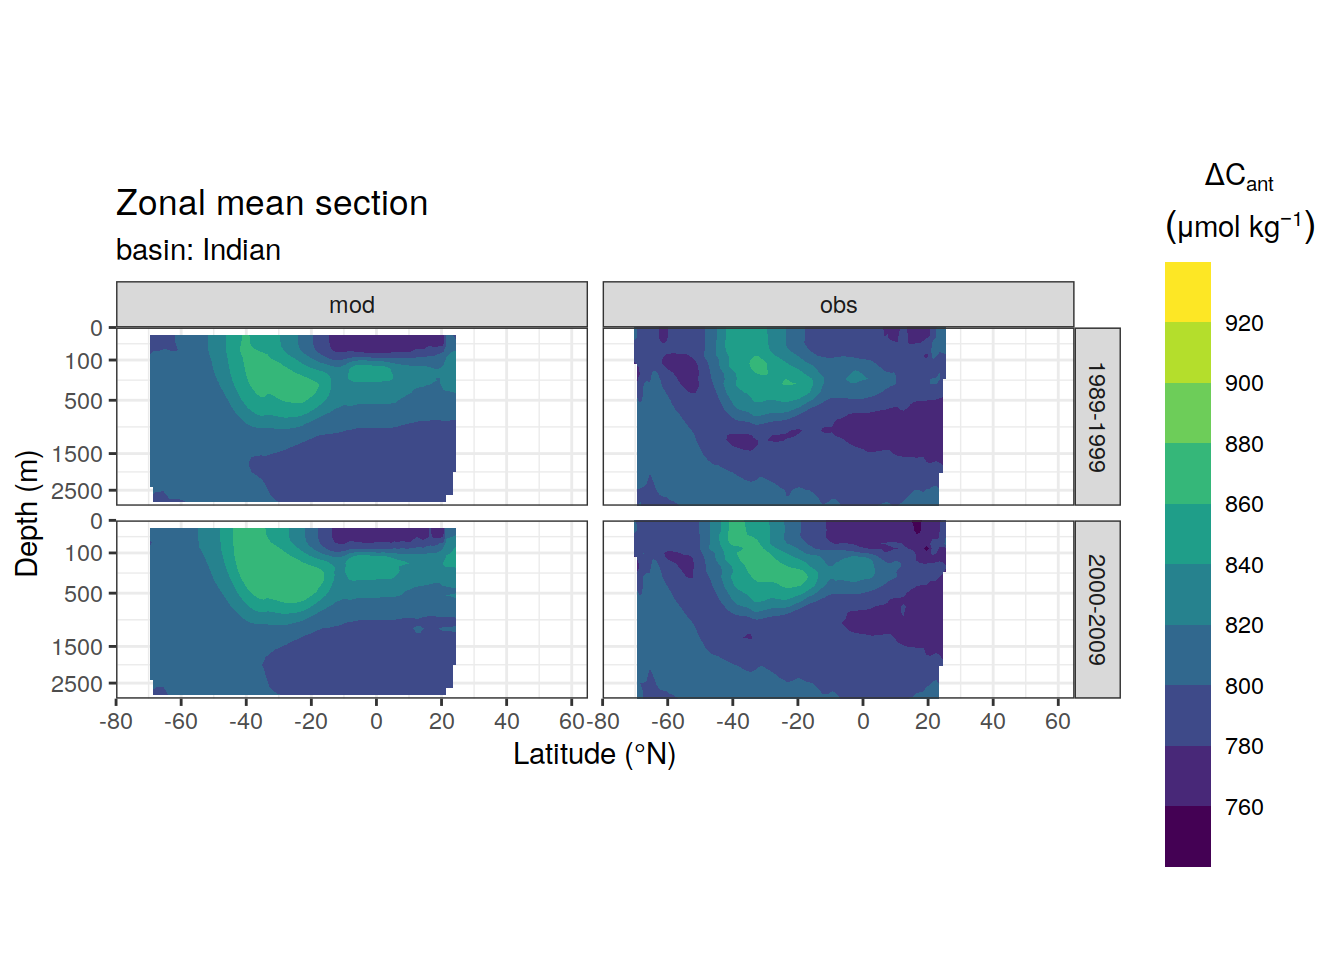 Zonal mean section
basin: Indian
mod
obs
ΔCant
(μmol kg⁻¹)
920
900
880
860
840
820
800
780
760
Depth (m)
0
100
500
1500
2500
1989-1999
0
100
500
1500
2500
2000-2009
-80 -60 -40 -20 0 20 40 60
-80 -60 -40 -20 0 20 40 60
Latitude (°N)